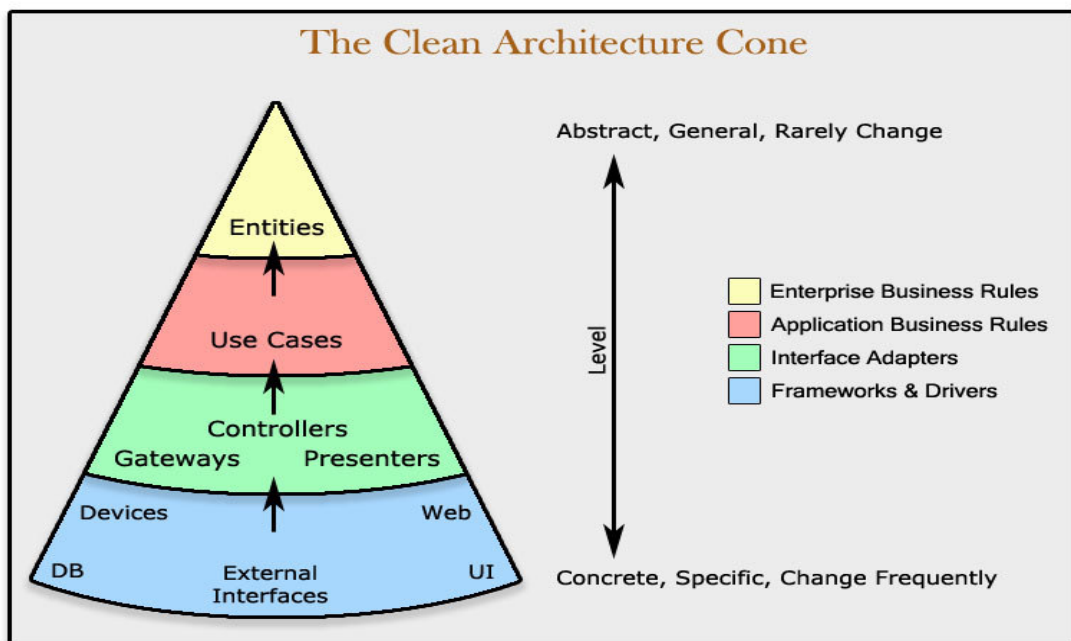 The Clean Architecture Cone
Abstract, General, Rarely Change
Entities
Enterprise Business Rules
Application Business Rules
Interface Adapters
Frameworks & Drivers
Level
Use Cases
Controllers
Gateways Presenters
Devices Web
DB External Interfaces UI
Concrete, Specific, Change Frequently